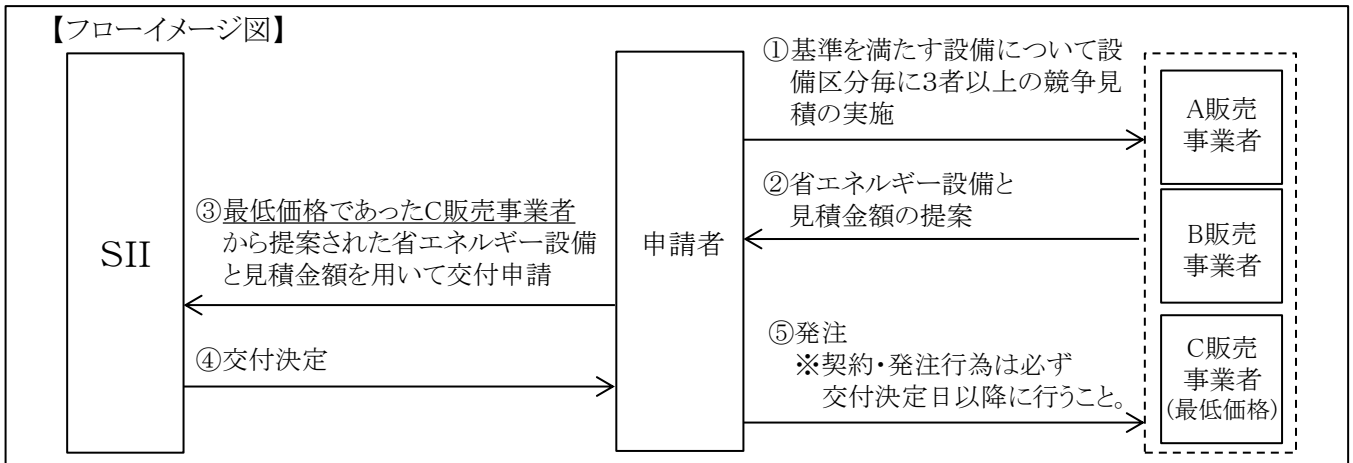 【フローイメージ図】
①基準を満たす設備について設
備区分毎に3者以上の競争見
積の実施
A販売
事業者
②省エネルギー設備と
見積金額の提案
③最低価格であったC販売事業者
から提案された省エネルギー設備
と見積金額を用いて交付申請
SII
申請者
B販売
事業者
④交付決定
⑤発注
※契約・発注行為は必ず
交付決定日以降に行うこと。
C販売
事業者
(最低価格)